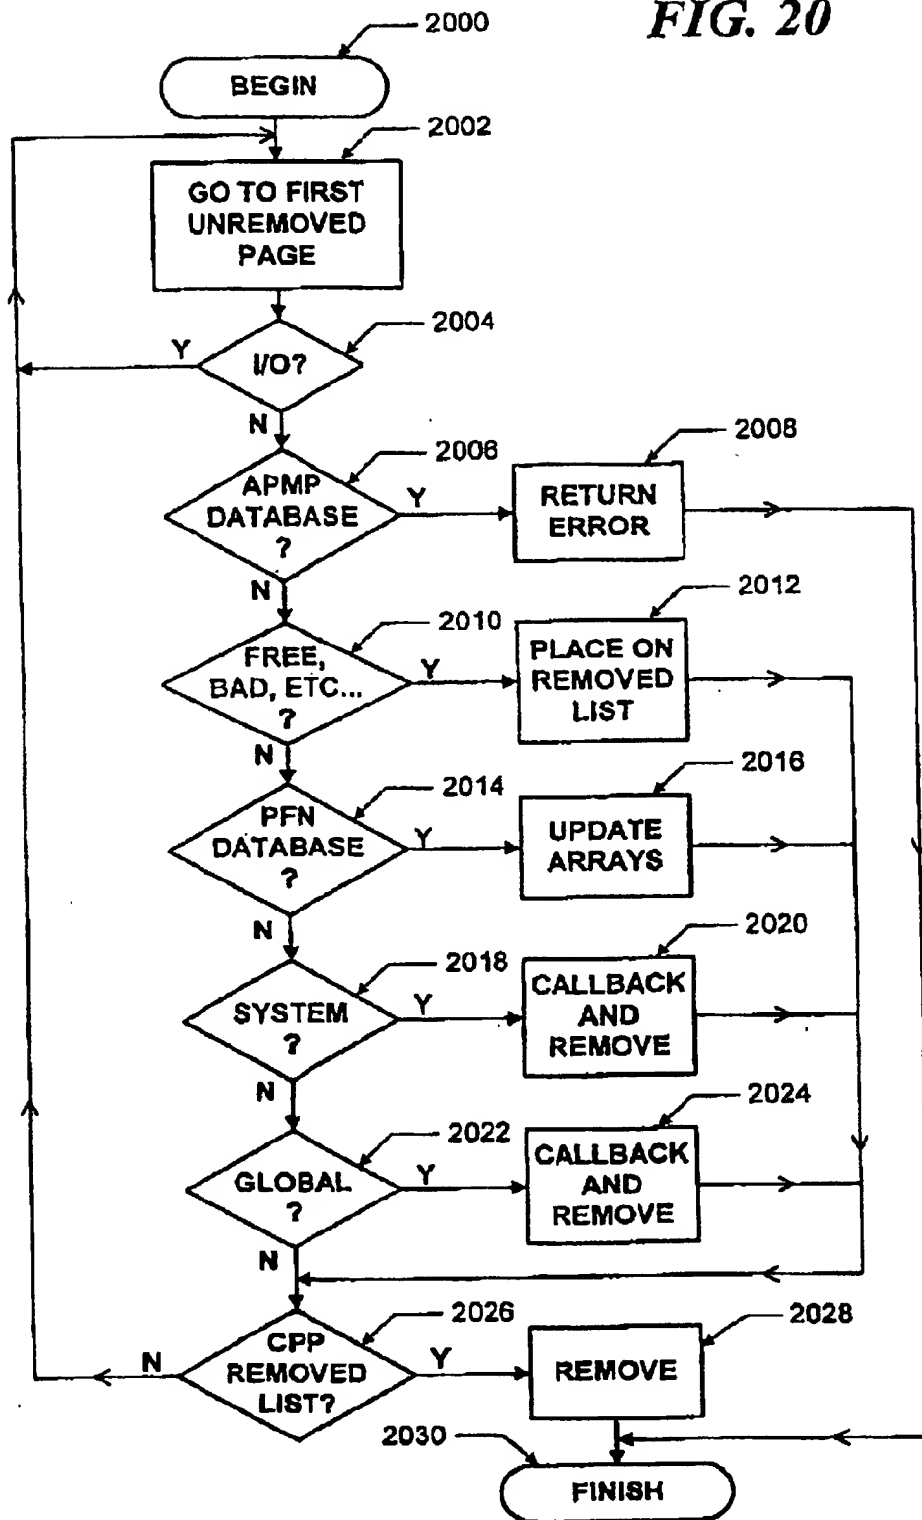 FIG. 20
2000
BEGIN
2002
GO TO FIRST
UNREMOVED
PAGE
2004
Y
I/O?
N
2006
APMP
DATABASE
?
Y
2008
RETURN
ERROR
N
2010
FREE,
BAD, ETC...
?
Y
2012
PLACE ON
REMOVED
LIST
N
2014
PFN
DATABASE
?
Y
2016
UPDATE
ARRAYS
N
2018
SYSTEM
?
Y
2020
CALLBACK
AND
REMOVE
N
2022
GLOBAL
?
Y
2024
CALLBACK
AND
REMOVE
N
2026
CPP
REMOVED
LIST?
N
Y
2028
REMOVE
2030
FINISH